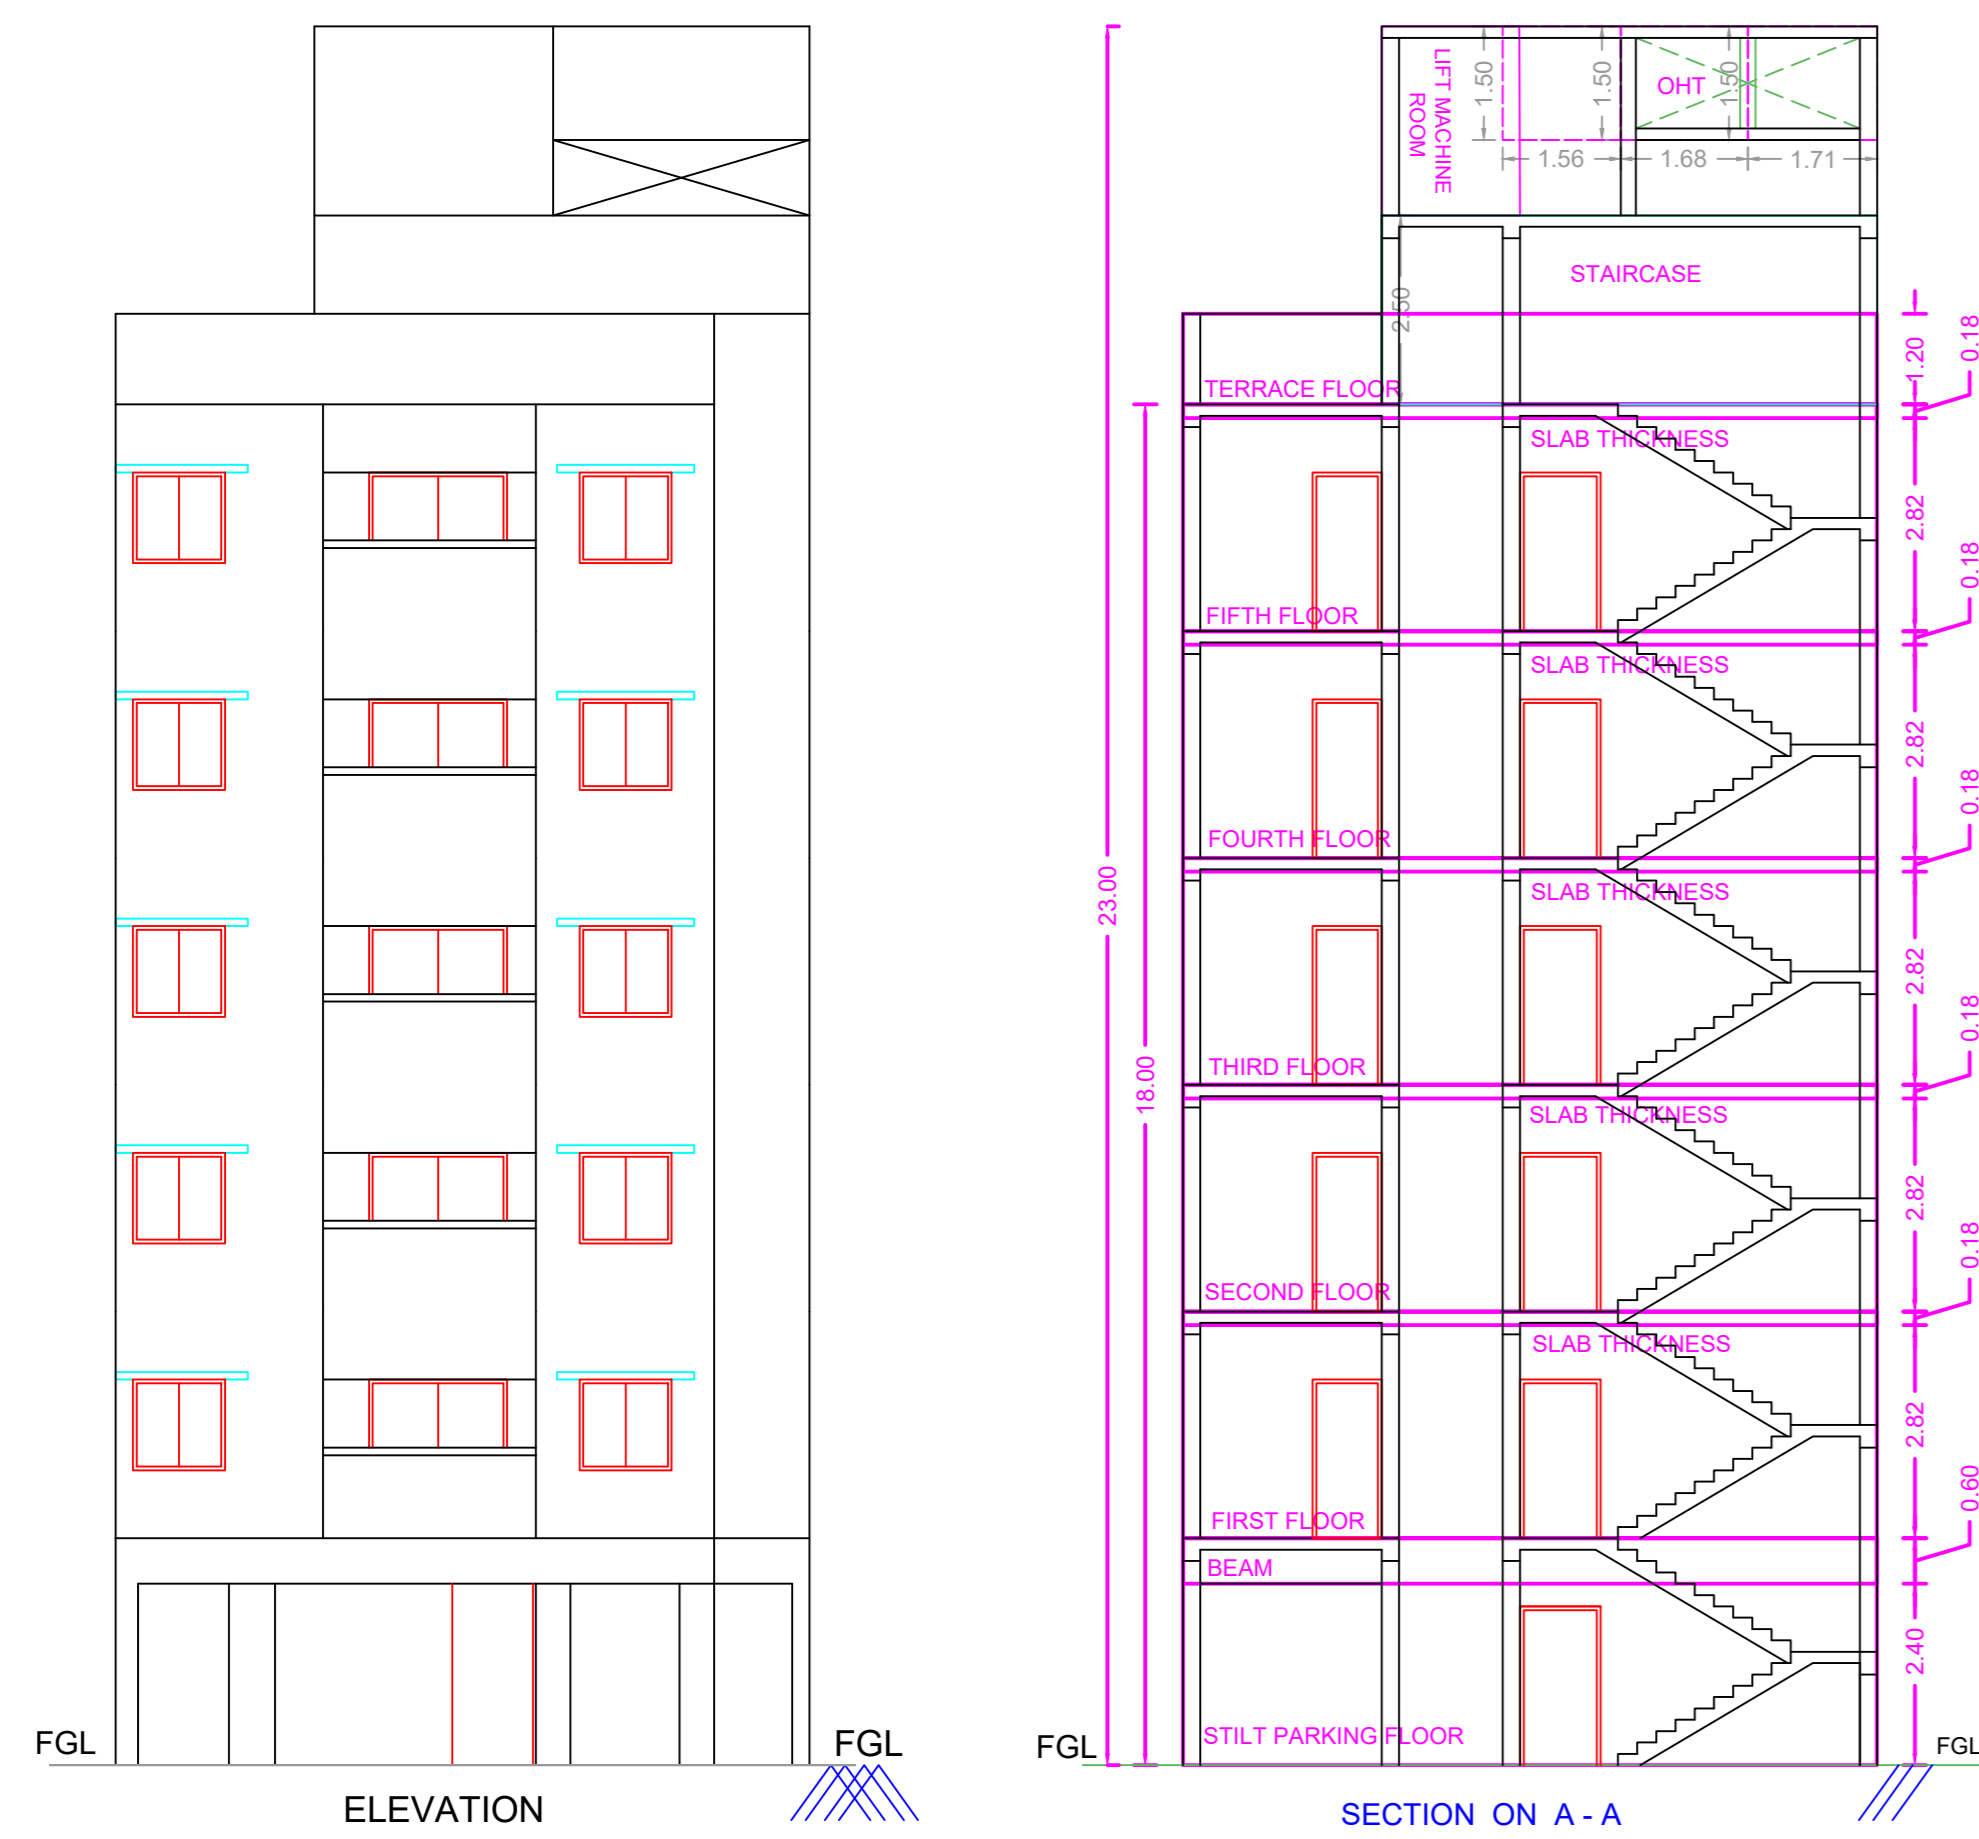 FGL
FGL
ELEVATION
LIFT MACHINE
ROOM
1.50
1.50
1.50
OHT
1.56
1.68
1.71
STAIRCASE
2.50
1.20
0.18
TERRACE FLOOR
SLAB THICKNESS
2.82
0.18
FIFTH FLOOR
SLAB THICKNESS
2.82
0.18
FOURTH FLOOR
23.00
SLAB THICKNESS
2.82
0.18
THIRD FLOOR
18.00
SLAB THICKNESS
2.82
0.18
SECOND FLOOR
SLAB THICKNESS
2.82
0.60
FIRST FLOOR
BEAM
2.40
STILT PARKING FLOOR
FGL
FGL
SECTION ON A - A